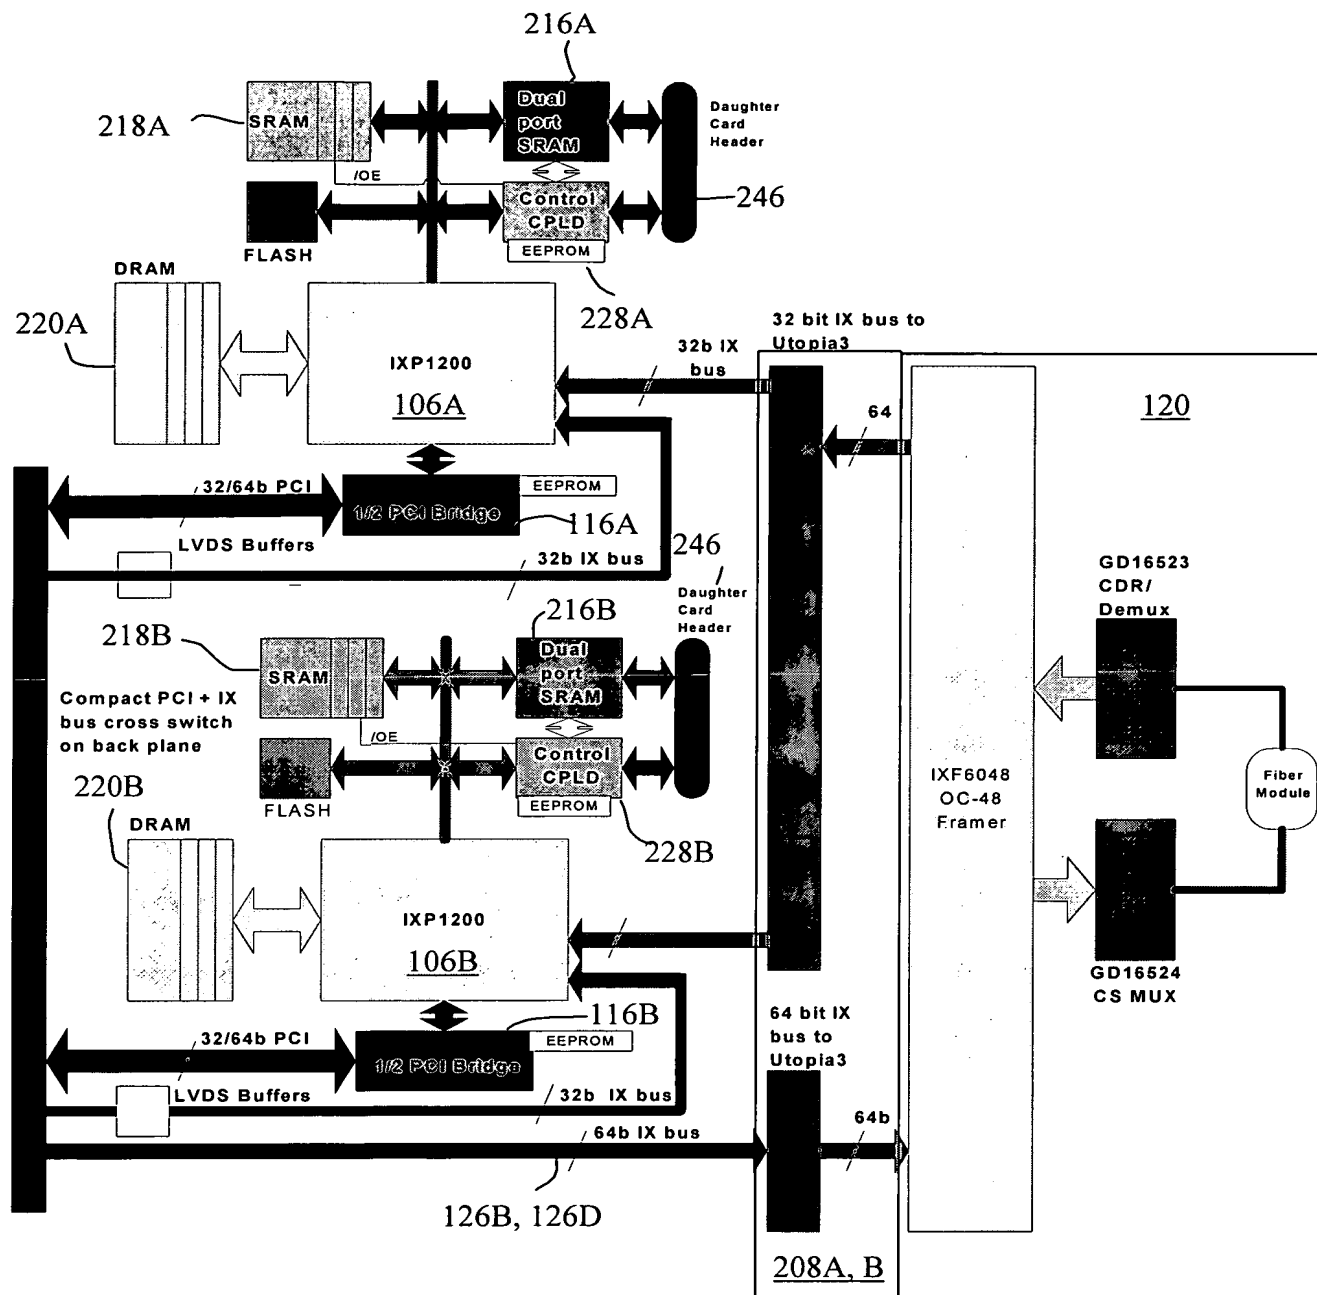 216A
218A
SRAM
Dual
port
SRAM
Daughter
Card
Header
/OE
246
Control
CPLD
EEPROM
FLASH
228A
DRAM
220A
IXP1200
106A
32b IX
bus
32 bit IX bus to
Utopia3
64
120
32/64b PCI
EEPROM
1/2 PCI Bridge
116A
LVDS Buffers
32b IX bus
246
Daughter
Card
Header
GD16523
CDR/
Demux
216B
218B
SRAM
Dual
port
SRAM
Compact PCI + IX
bus cross switch
on back plane
/OE
Control
CPLD
EEPROM
FLASH
228B
220B
DRAM
IXP1200
106B
IXF6048
OC-48
Framer
Fiber
Module
GD16524
CS MUX
116B
EEPROM
32/64b PCI
1/2 PCI Bridge
LVDS Buffers
32b IX bus
64 bit IX
bus to
Utopia3
64b IX bus
64b
126B, 126D
208A, B